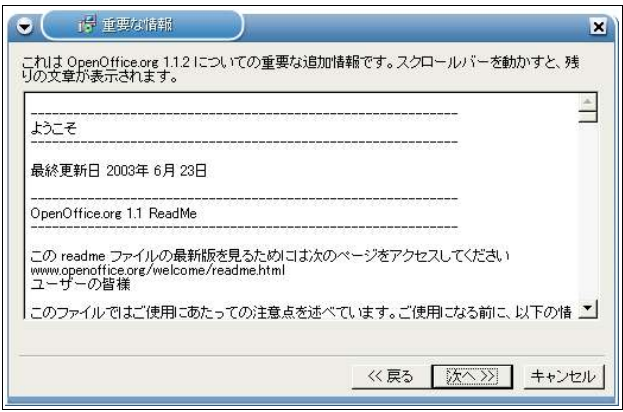 重要な情報
これは OpenOffice.org 1.1.2 についての重要な追加情報です。スクロールバーを動かすと、残
りの文章が表示されます。
------------------------------------------------------------
ようこそ
------------------------------------------------------------
最終更新日 2003年 6月 23日
------------------------------------------------------------
OpenOffice.org 1.1 ReadMe
------------------------------------------------------------
この readme ファイルの最新版を見るためには次のページをアクセスしてください
www.openoffice.org/welcome/readme.html
ユーザーの皆様
このファイルではご使用にあたっての注意点を述べています。ご使用になる前に、以下の情
<< 戻る 次へ >> キャンセル